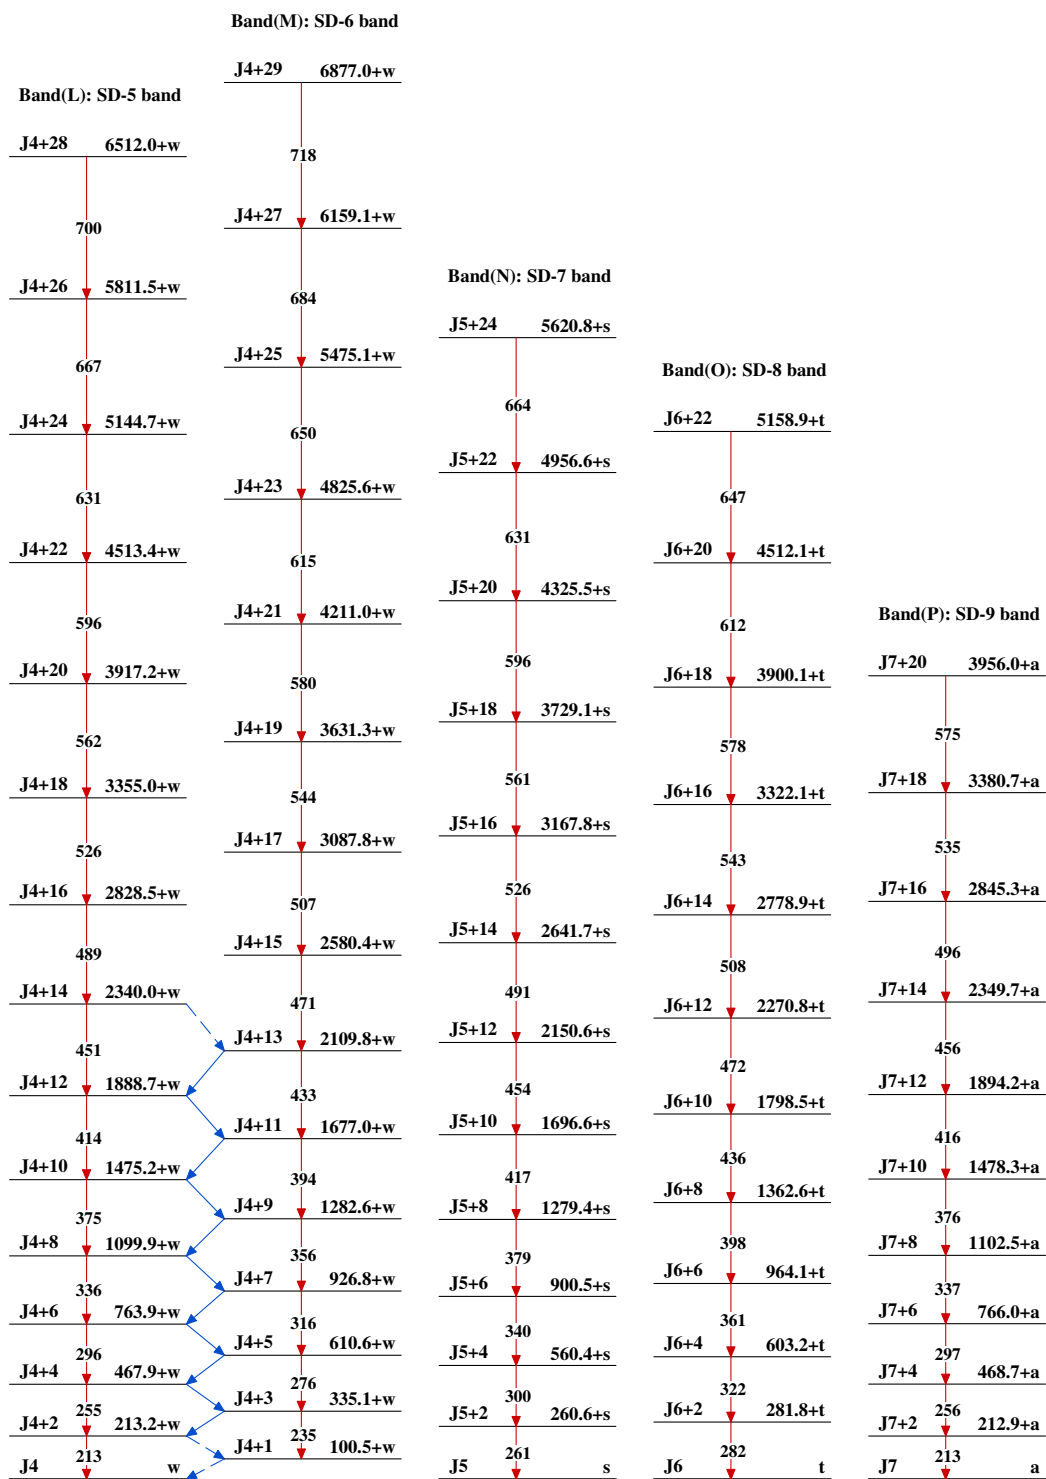 Band(L): SD-5 band
J4+28 6512.0+w
700
J4+26 5811.5+w
667
J4+24 5144.7+w
631
J4+22 4513.4+w
596
J4+20 3917.2+w
562
J4+18 3355.0+w
526
J4+16 2828.5+w
489
J4+14 2340.0+w
451
J4+12 1888.7+w
414
J4+10 1475.2+w
375
J4+8 1099.9+w
336
J4+6 763.9+w
296
J4+4 467.9+w
255
J4+2 213.2+w
213
J4 w
Band(M): SD-6 band
J4+29 6877.0+w
718
J4+27 6159.1+w
684
J4+25 5475.1+w
650
J4+23 4825.6+w
615
J4+21 4211.0+w
580
J4+19 3631.3+w
544
J4+17 3087.8+w
507
J4+15 2580.4+w
471
J4+13 2109.8+w
433
J4+11 1677.0+w
394
J4+9 1282.6+w
356
J4+7 926.8+w
316
J4+5 610.6+w
276
J4+3 335.1+w
235
J4+1 100.5+w
Band(N): SD-7 band
J5+24 5620.8+s
664
J5+22 4956.6+s
631
J5+20 4325.5+s
596
J5+18 3729.1+s
561
J5+16 3167.8+s
526
J5+14 2641.7+s
491
J5+12 2150.6+s
454
J5+10 1696.6+s
417
J5+8 1279.4+s
379
J5+6 900.5+s
340
J5+4 560.4+s
300
J5+2 260.6+s
261
J5 s
Band(O): SD-8 band
J6+22 5158.9+t
647
J6+20 4512.1+t
612
J6+18 3900.1+t
578
J6+16 3322.1+t
543
J6+14 2778.9+t
508
J6+12 2270.8+t
472
J6+10 1798.5+t
436
J6+8 1362.6+t
398
J6+6 964.1+t
361
J6+4 603.2+t
322
J6+2 281.8+t
282
J6 t
Band(P): SD-9 band
J7+20 3956.0+a
575
J7+18 3380.7+a
535
J7+16 2845.3+a
496
J7+14 2349.7+a
456
J7+12 1894.2+a
416
J7+10 1478.3+a
376
J7+8 1102.5+a
337
J7+6 766.0+a
297
J7+4 468.7+a
256
J7+2 212.9+a
213
J7 a